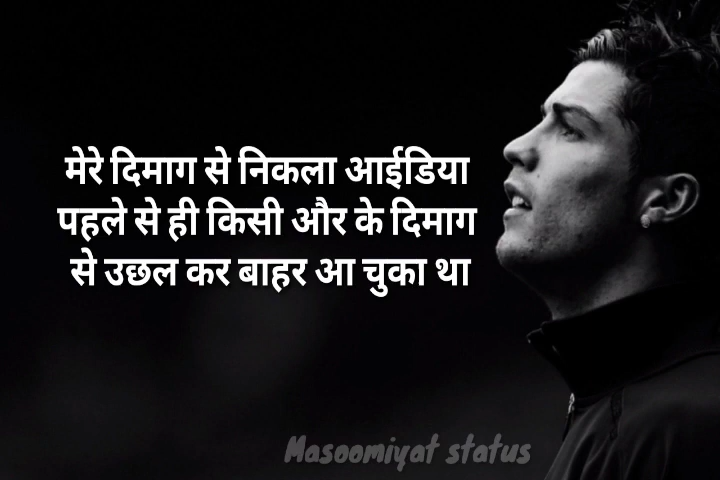 मेरे दिमाग से निकला आईडिया
पहले से ही किसी और के दिमाग
से उछल कर बाहर आ चुका था
Masoomiyat status